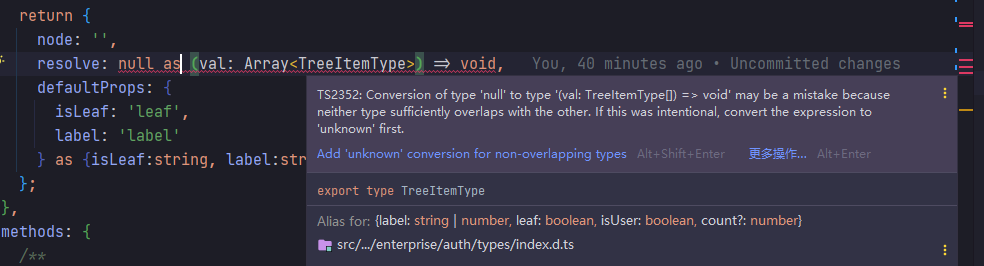 return {
node: '',
resolve: null as (val: Array<TreeItemType>) => void,    You, 40 minutes ago • Uncommitted changes
defaultProps: {
isLeaf: 'leaf',
label: 'label'
} as {isLeaf:string, label:str
};
},
methods: {
/**
TS2352: Conversion of type 'null' to type '(val: TreeItemType[]) => void' may be a mistake because
neither type sufficiently overlaps with the other. If this was intentional, convert the expression to
'unknown' first.
Add 'unknown' conversion for non-overlapping types Alt+Shift+Enter 更多操作... Alt+Enter
export type TreeItemType
Alias for: {label: string | number, leaf: boolean, isUser: boolean, count?: number}
src/.../enterprise/auth/types/index.d.ts